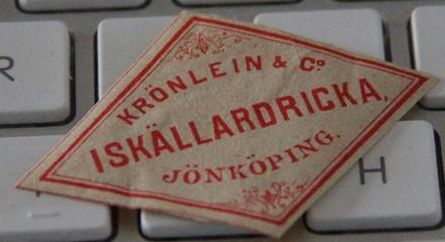 KRÖNLEIN & Cº
ISKÄLLARDRICKA,
JÖNKÖPING.
R
H